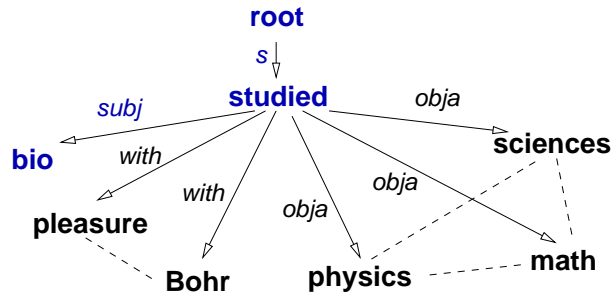 root
s
studied
subj
obja
bio
with
sciences
with
obja
obja
pleasure
Bohr
physics
math